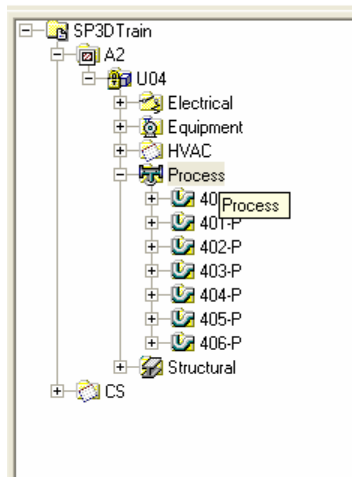 SP3DTrain
A2
U04
Electrical
Equipment
HVAC
Process
40
Process
401-P
402-P
403-P
404-P
405-P
406-P
Structural
CS